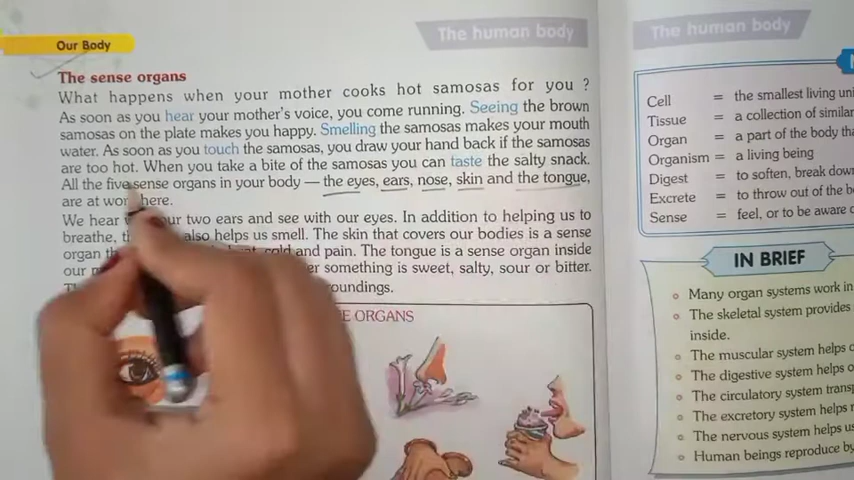 The human body
Our Body
The sense organs
What happens when your mother cooks hot samosas for you ?
As soon as you hear your mother's voice, you come running. Seeing the brown
samosas on the plate makes you happy. Smelling the samosas makes your mouth
water. As soon as you touch the samosas, you draw your hand back if the samosas
are too hot. When you take a bite of the samosas you can taste the salty snack.
All the five sense organs in your body — the eyes, ears, nose, skin and the tongue,
are at here.
We hear our two ears and see with our eyes. In addition to helping us to
breathe, also helps us smell. The skin that covers our bodies is a sense
organ heat, cold and pain. The tongue is a sense organ inside
our something is sweet, salty, sour or bitter.
ORGANS
The human body
Cell = the smallest living
Tissue = a collection of
Organ = a part of the body
Organism = a living being
Digest = to soften, break down
Excrete = to throw out of the
Sense = feel, or to be aware
IN BRIEF
Many organ systems work in
The skeletal system provides
inside.
The muscular system helps
The digestive system helps
The circulatory system
The excretory system helps
The nervous system helps
Human beings reproduce by